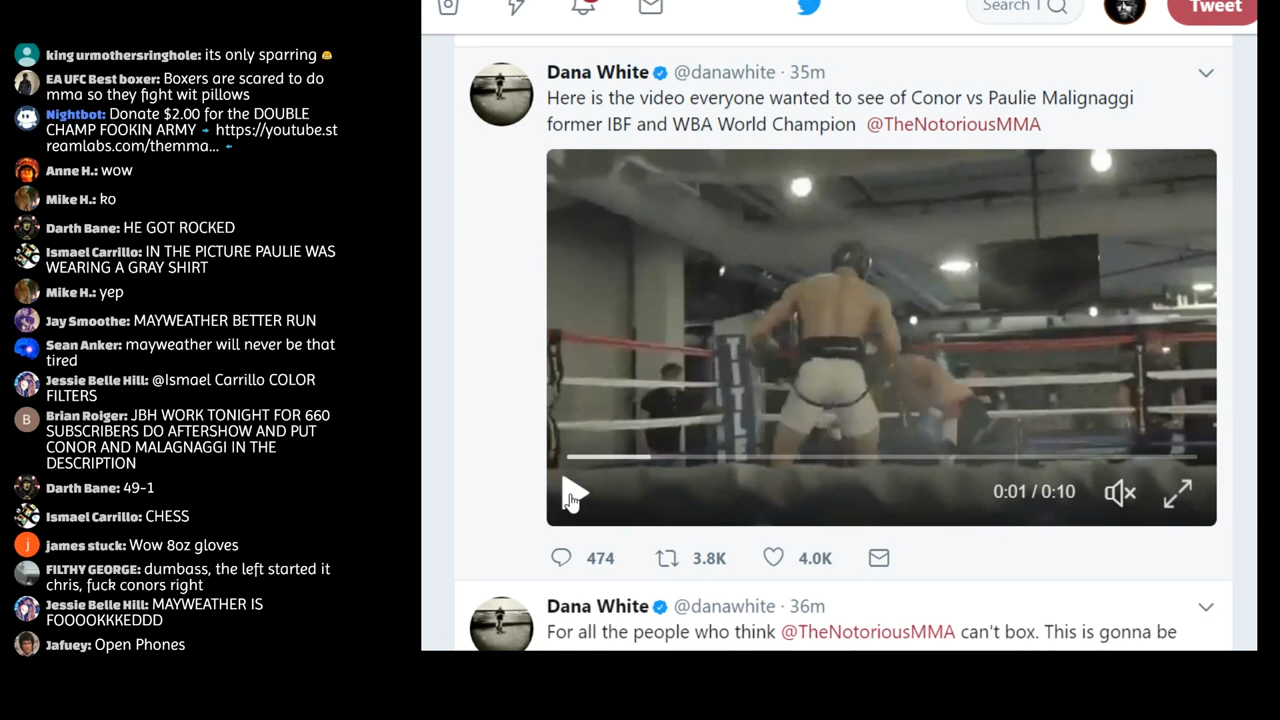 king urmothersringhole: its only sparring
EA UFC Best boxer: Boxers are scared to do
mma so they fight wit pillows
Nightbot: Donate $2.00 for the DOUBLE
CHAMP FOOKIN ARMY → https://youtube.st
reamlabs.com/themma... ←
Anne H.: wow
Mike H.: ko
Darth Bane: HE GOT ROCKED
Ismael Carrillo: IN THE PICTURE PAULIE WAS
WEARING A GRAY SHIRT
Mike H.: yep
Jay Smoothe: MAYWEATHER BETTER RUN
Sean Anker: mayweather will never be that
tired
Jessie Belle Hill: @Ismael Carrillo COLOR
FILTERS
B
Brian Roiger: JBH WORK TONIGHT FOR 660
SUBSCRIBERS DO AFTERSHOW AND PUT
CONOR AND MALAGNAGGI IN THE
DESCRIPTION
Darth Bane: 49-1
Ismael Carrillo: CHESS
j
james stuck: Wow 8oz gloves
FILTHY GEORGE: dumbass, the left started it
chris, fuck conors right
Jessie Belle Hill: MAYWEATHER IS
FOOOOKKKEDDD
Jafuey: Open Phones
Search
Tweet
Dana White @danawhite · 35m
Here is the video everyone wanted to see of Conor vs Paulie Malignaggi
former IBF and WBA World Champion @TheNotoriousMMA
TITLE
0:01 / 0:10
474 3.8K 4.0K
Dana White @danawhite · 36m
For all the people who think @TheNotoriousMMA can't box. This is gonna be